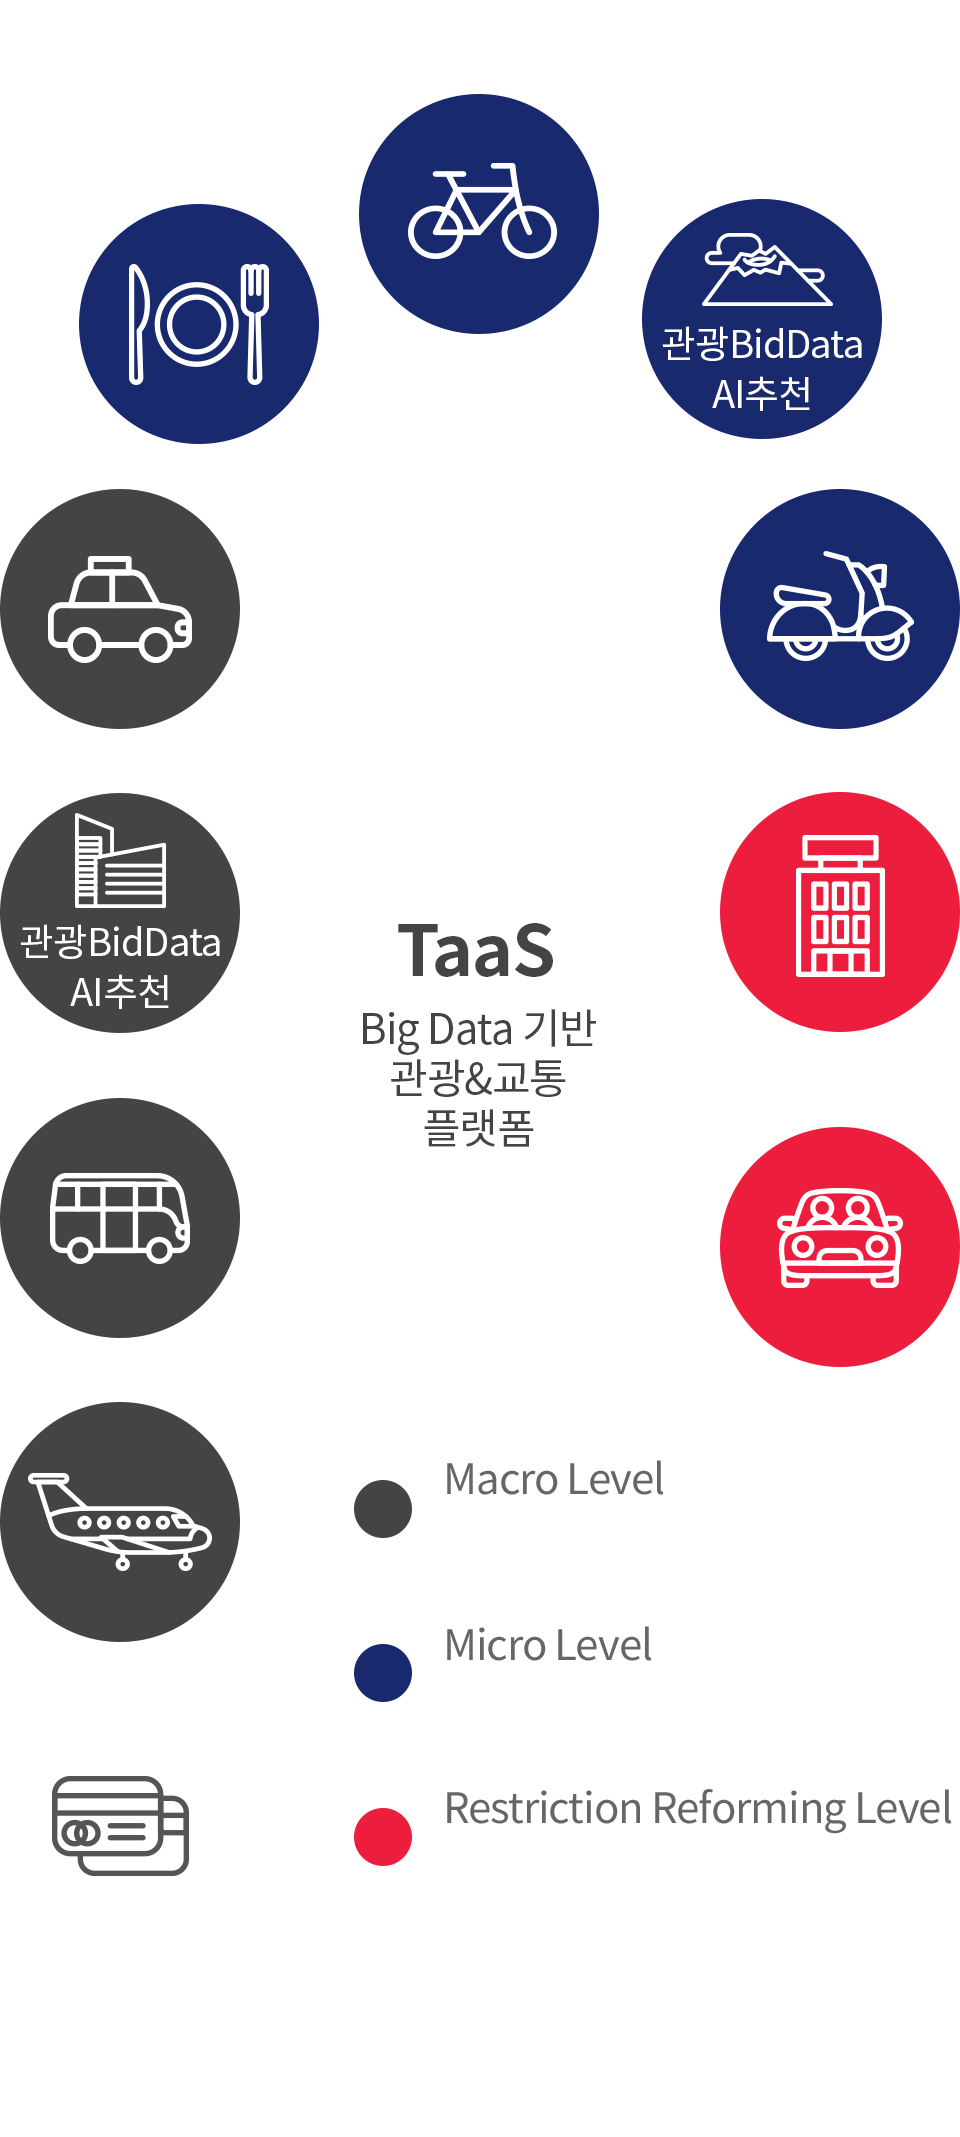 관광BidData
AI추천
관광BidData
AI추천
TaaS
Big Data 기반
관광&교통
플랫폼
Macro Level
Micro Level
Restriction Reforming Level